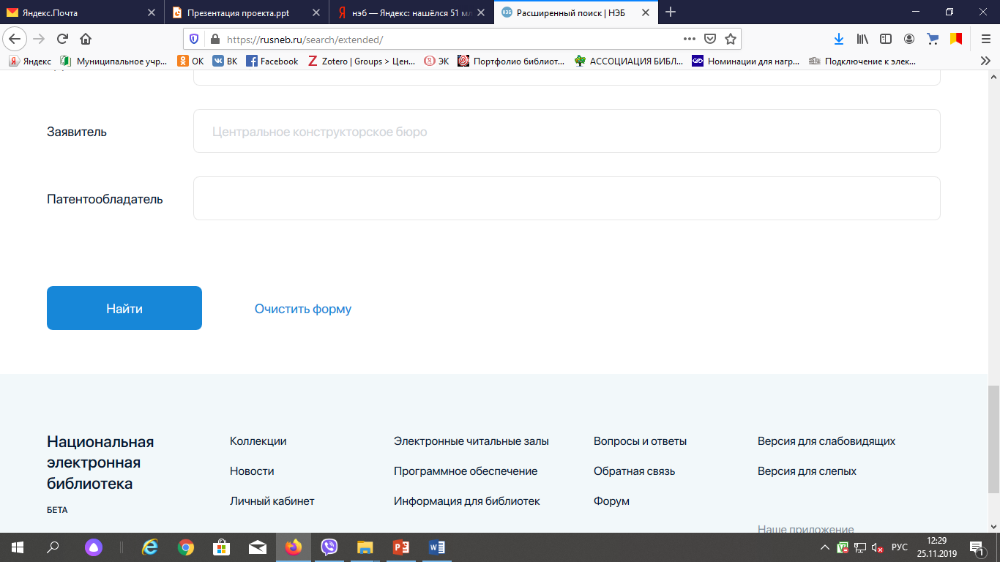 Яндекс.Почта
Презентация проекта.ppt
нэб — Яндекс: нашёлся 51 мл
НЭБ Расширенный поиск | НЭБ
https://rusneb.ru/search/extended/
Яндекс
Муниципальное учр...
ОК
ВК
Facebook
Zotero | Groups > Цен...
ЭК
Портфолио библиот...
АССОЦИАЦИЯ БИБЛ...
Номинации для нагр...
Подключение к элек...
Заявитель
Центральное конструкторское бюро
Патентообладатель
Найти
Очистить форму
Национальная
электронная
библиотека
БЕТА
Коллекции
Новости
Личный кабинет
Электронные читальные залы
Программное обеспечение
Информация для библиотек
Вопросы и ответы
Обратная связь
Форум
Версия для слабовидящих
Версия для слепых
Наше приложение
РУС
12:29
25.11.2019
1